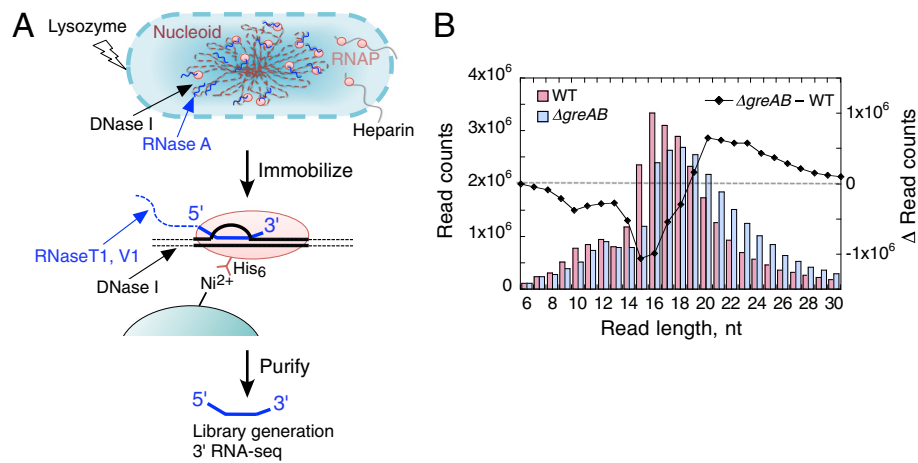 A
Lysozyme
Nucleoid
RNAP
DNase I
RNase A
Heparin
Immobilize
5'
3'
RNaseT1, V1
DNase I
His6
Ni2+
Purify
5'
3'
Library generation
3' RNA-seq
B
WT
ΔgreAB
ΔgreAB – WT
Read counts
4x10^6
3x10^6
2x10^6
1x10^6
0
1x10^6
0
-1x10^6
Δ Read counts
6 8 10 12 14 16 18 20 22 24 26 28 30
Read length, nt